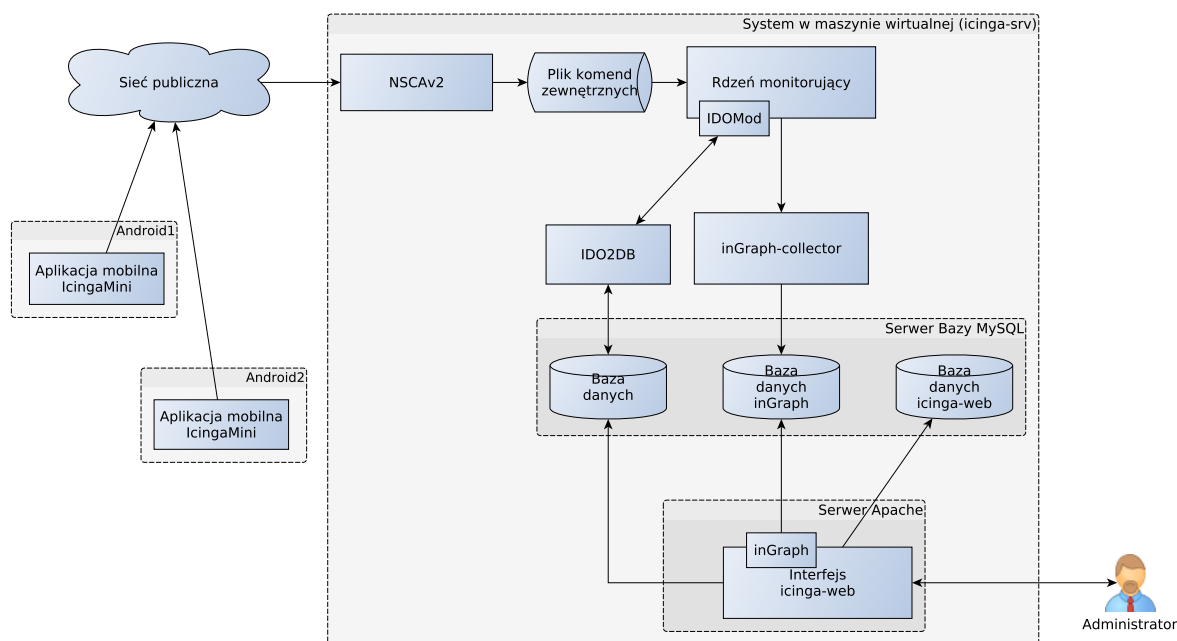 System w maszynie wirtualnej (icinga-srv)
Sieć publiczna
NSCAv2
Plik komend
zewnętrznych
Rdzeń monitorujący
IDOMod
Android1
Aplikacja mobilna
IcingaMini
IDO2DB
inGraph-collector
Serwer Bazy MySQL
Baza
danych
Baza
danych
inGraph
Baza
danych
icinga-web
Android2
Aplikacja mobilna
IcingaMini
Serwer Apache
inGraph
Interfejs
icinga-web
Administrator